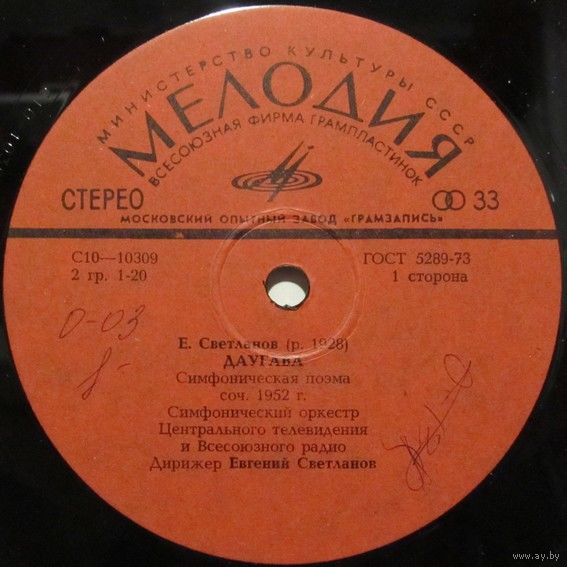 МИНИСТЕРСТВО КУЛЬТУРЫ СССР
МЕЛОДИЯ
ВСЕСОЮЗНАЯ ФИРМА ГРАМПЛАСТИНОК
СТЕРЕО
33
МОСКОВСКИЙ ОПЫТНЫЙ ЗАВОД «ГРАМЗАПИСЬ»
С10—10309
ГОСТ 5289-73
2 гр. 1-20
1 сторона
0-03
Е. Светланов (р. 1928)
ДАУГАВА
Симфоническая поэма
соч. 1952 г.
Симфонический оркестр
Центрального телевидения
и Всесоюзного радио
Дирижер Евгений Светланов
www.ay.by